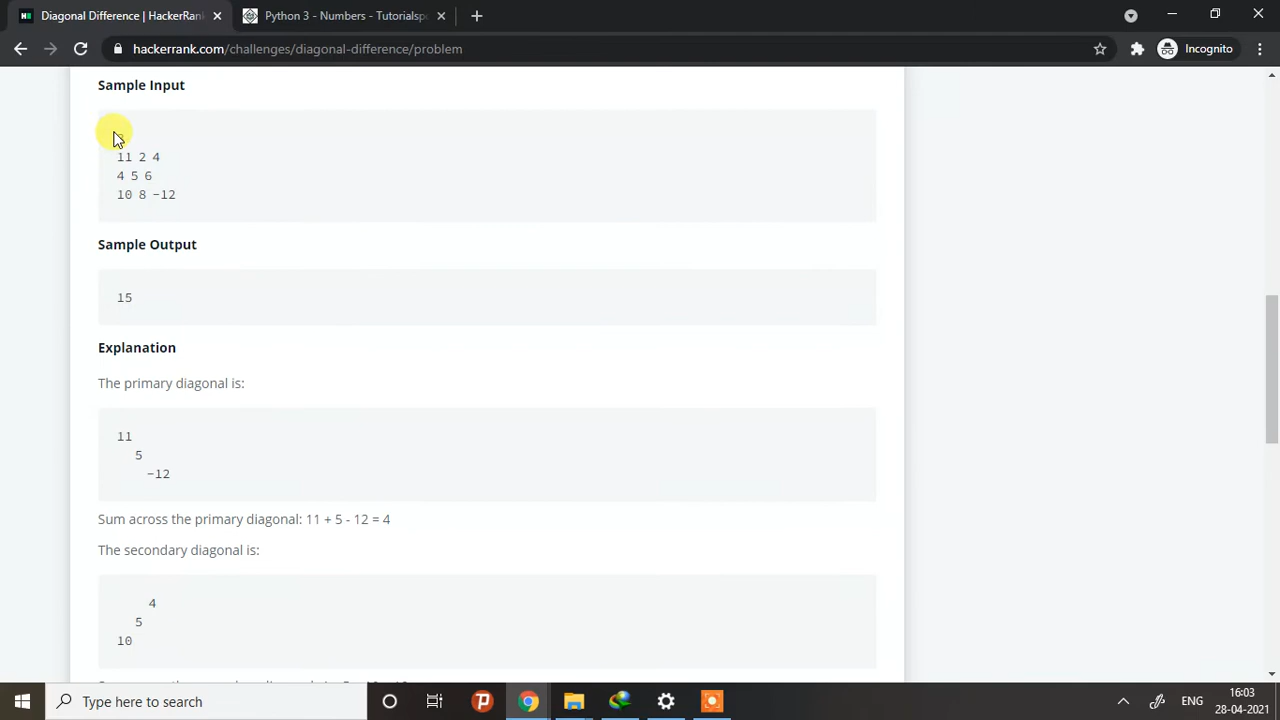 Diagonal Difference | HackerRank
Python 3 - Numbers - Tutorialspo
hackerrank.com/challenges/diagonal-difference/problem
Incognito
Sample Input
11 2 4
4 5 6
10 8 -12
Sample Output
15
Explanation
The primary diagonal is:
11
5
-12
Sum across the primary diagonal: 11 + 5 - 12 = 4
The secondary diagonal is:
4
5
10
Type here to search
ENG
16:03
28-04-2021